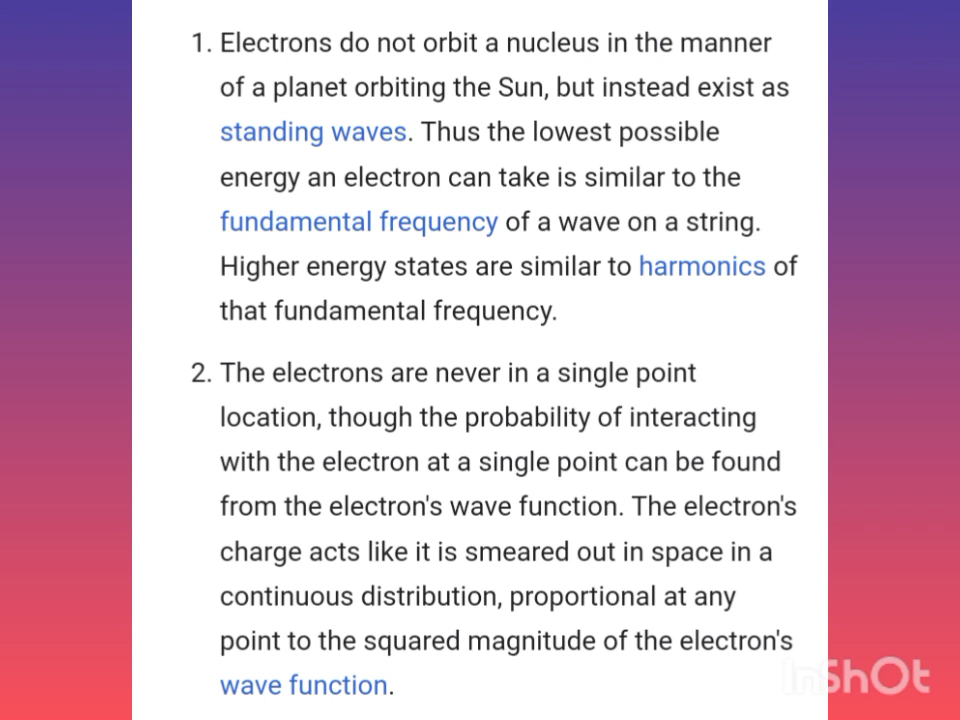 1. Electrons do not orbit a nucleus in the manner
of a planet orbiting the Sun, but instead exist as
standing waves. Thus the lowest possible
energy an electron can take is similar to the
fundamental frequency of a wave on a string.
Higher energy states are similar to harmonics of
that fundamental frequency.
2. The electrons are never in a single point
location, though the probability of interacting
with the electron at a single point can be found
from the electron's wave function. The electron's
charge acts like it is smeared out in space in a
continuous distribution, proportional at any
point to the squared magnitude of the electron's
wave function.
InShOt